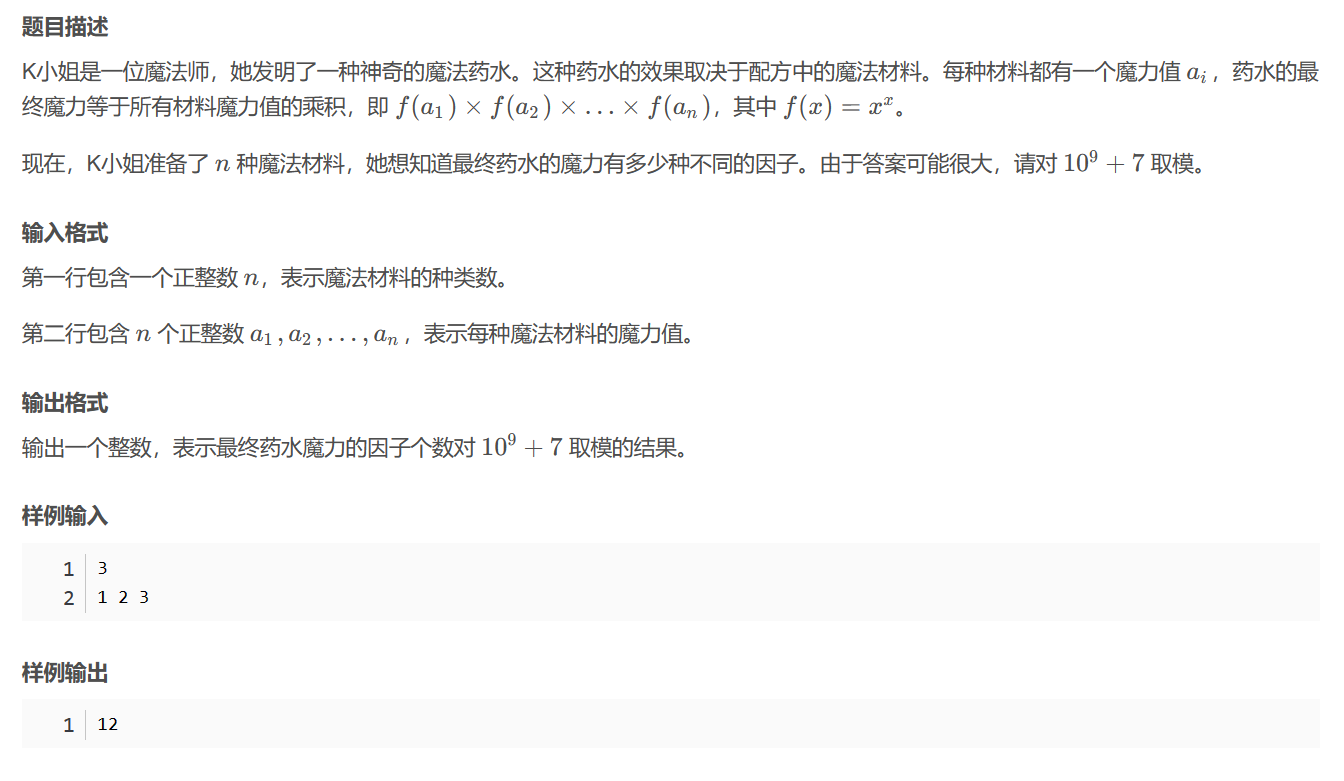 题目描述
K小姐是一位魔法师，她发明了一种神奇的魔法药水。这种药水的效果取决于配方中的魔法材料。每种材料都有一个魔力值 a_i，药水的最
终魔力等于所有材料魔力值的乘积，即 f(a_1) × f(a_2) × … × f(a_n)，其中 f(x) = x^x。
现在，K小姐准备了 n 种魔法材料，她想知道最终药水的魔力有多少种不同的因子。由于答案可能很大，请对 10^9 + 7 取模。
输入格式
第一行包含一个正整数 n，表示魔法材料的种类数。
第二行包含 n 个正整数 a_1, a_2, …, a_n，表示每种魔法材料的魔力值。
输出格式
输出一个整数，表示最终药水魔力的因子个数对 10^9 + 7 取模的结果。
样例输入
1 3
2 1 2 3
样例输出
1 12